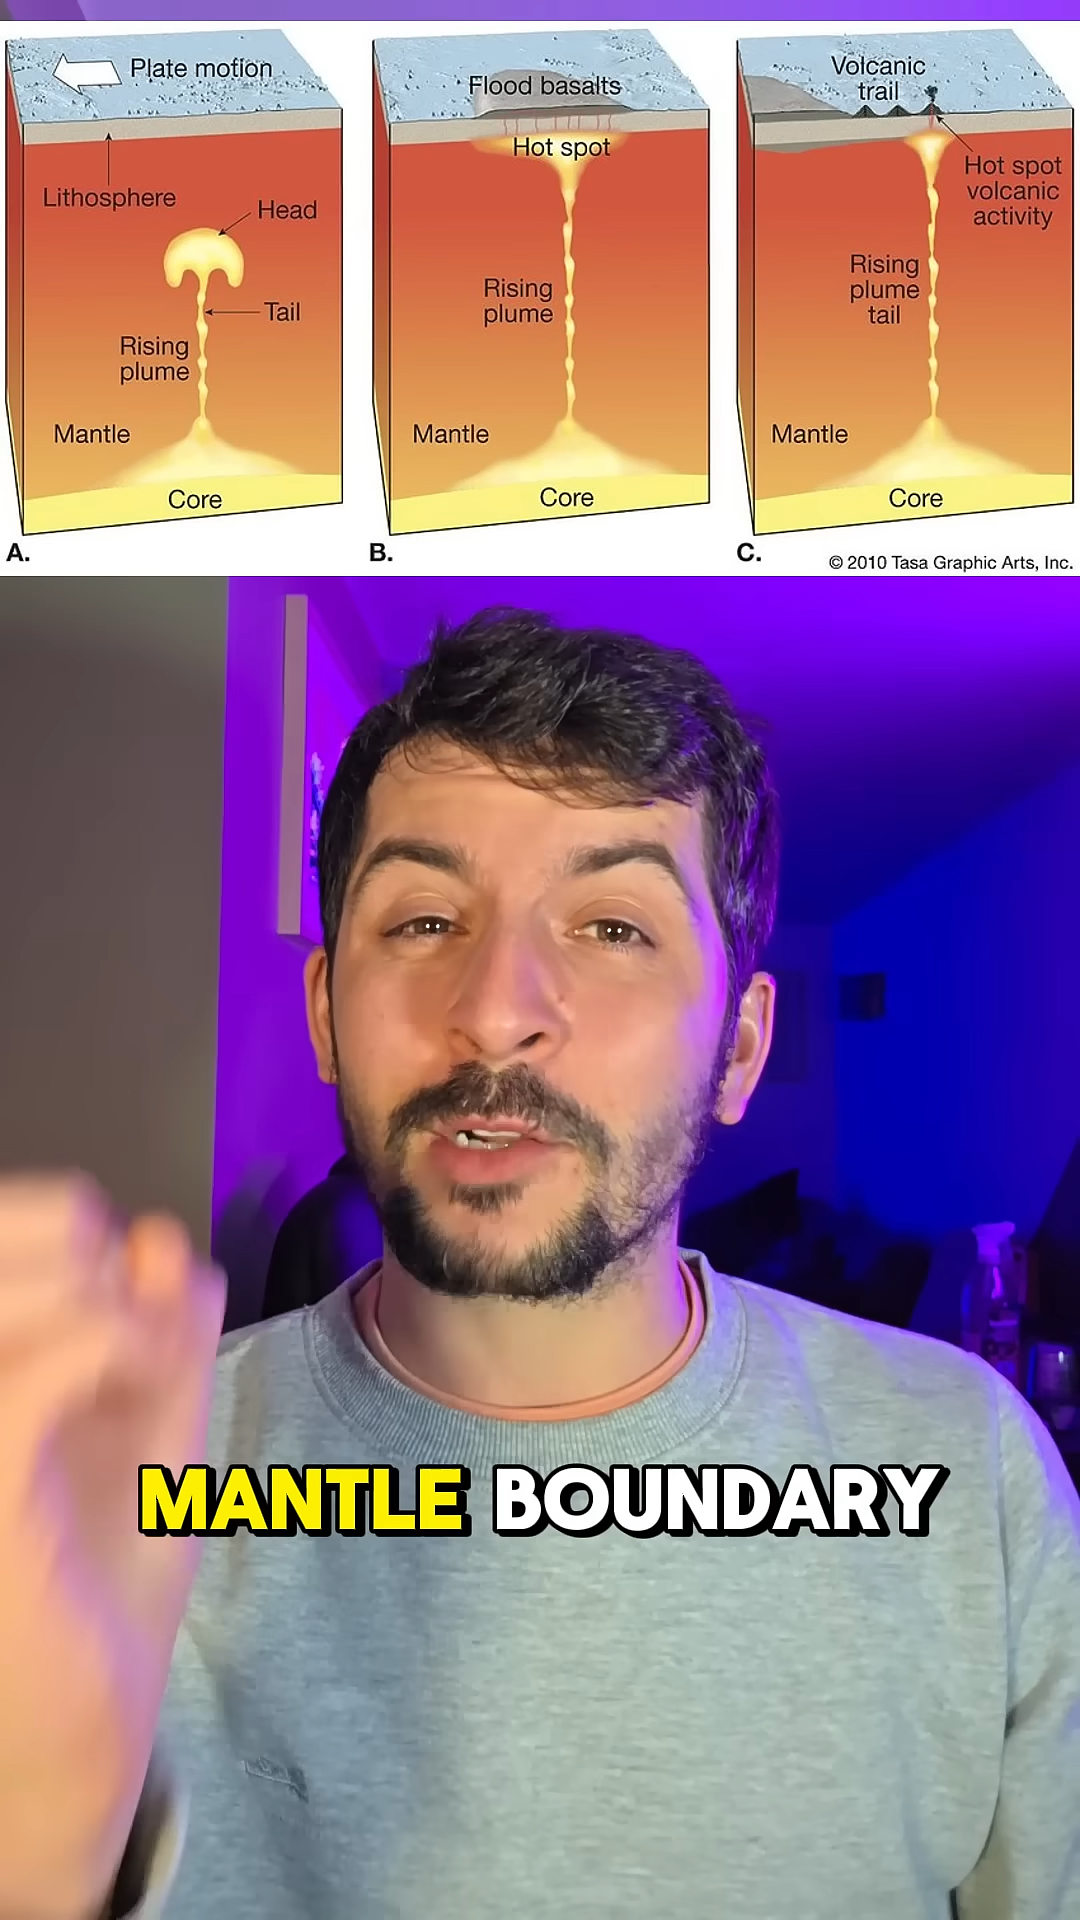 Plate motion
Lithosphere
Head
Tail
Rising
plume
Mantle
Core
A.
Flood basalts
Hot spot
Rising
plume
Mantle
Core
B.
Volcanic
trail
Hot spot
volcanic
activity
Rising
plume
tail
Mantle
Core
C.
© 2010 Tasa Graphic Arts, Inc.
MANTLE BOUNDARY